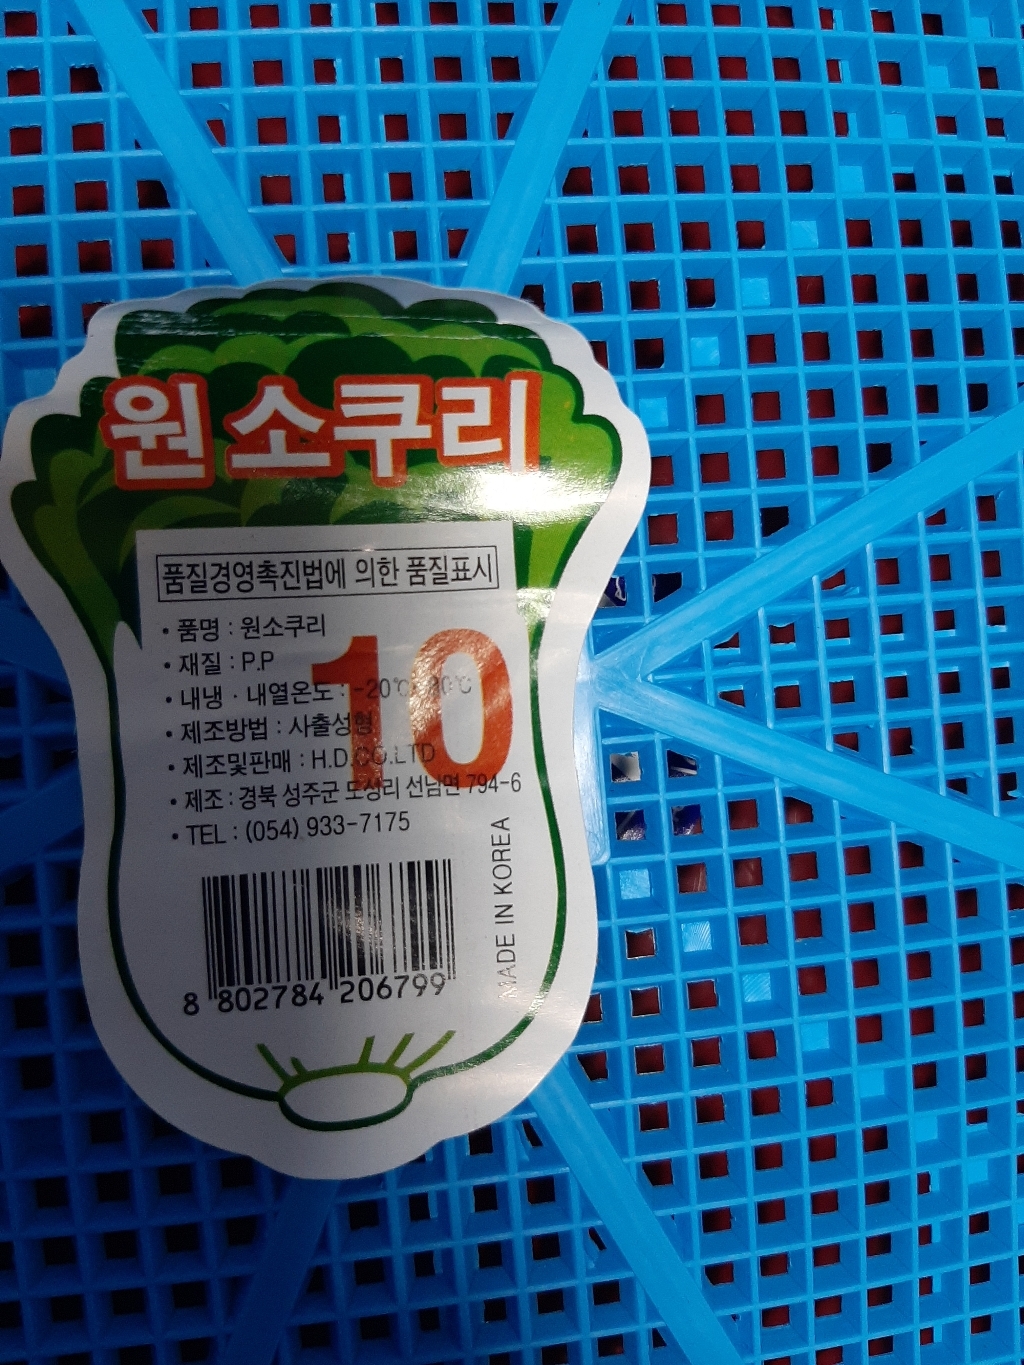 원소쿠리
품질경영촉진법에 의한 품질표시
• 품명 : 원소쿠리
• 재질 : P.P
10
• 내냉 · 내열온도 : -20℃
• 제조방법 : 사출성형
• 제조및판매 : H.D.CO.LTD
• 제조 : 경북 성주군 도성리 선남면 794-6
• TEL : (054) 933-7175
MADE IN KOREA
8 802784 206799